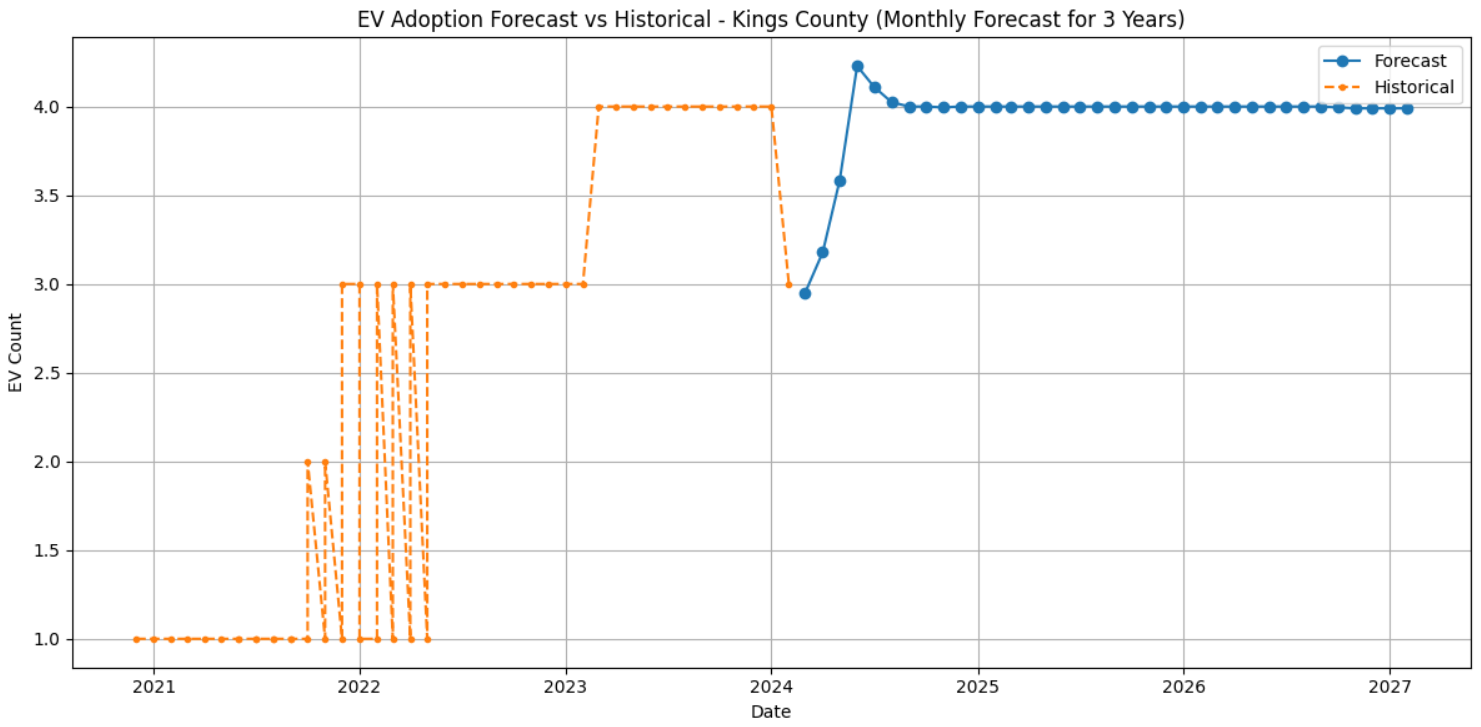 EV Adoption Forecast vs Historical - Kings County (Monthly Forecast for 3 Years)
Forecast
Historical
4.0
3.5
3.0
2.5
2.0
1.5
1.0
EV Count
2021 2022 2023 2024 2025 2026 2027
Date